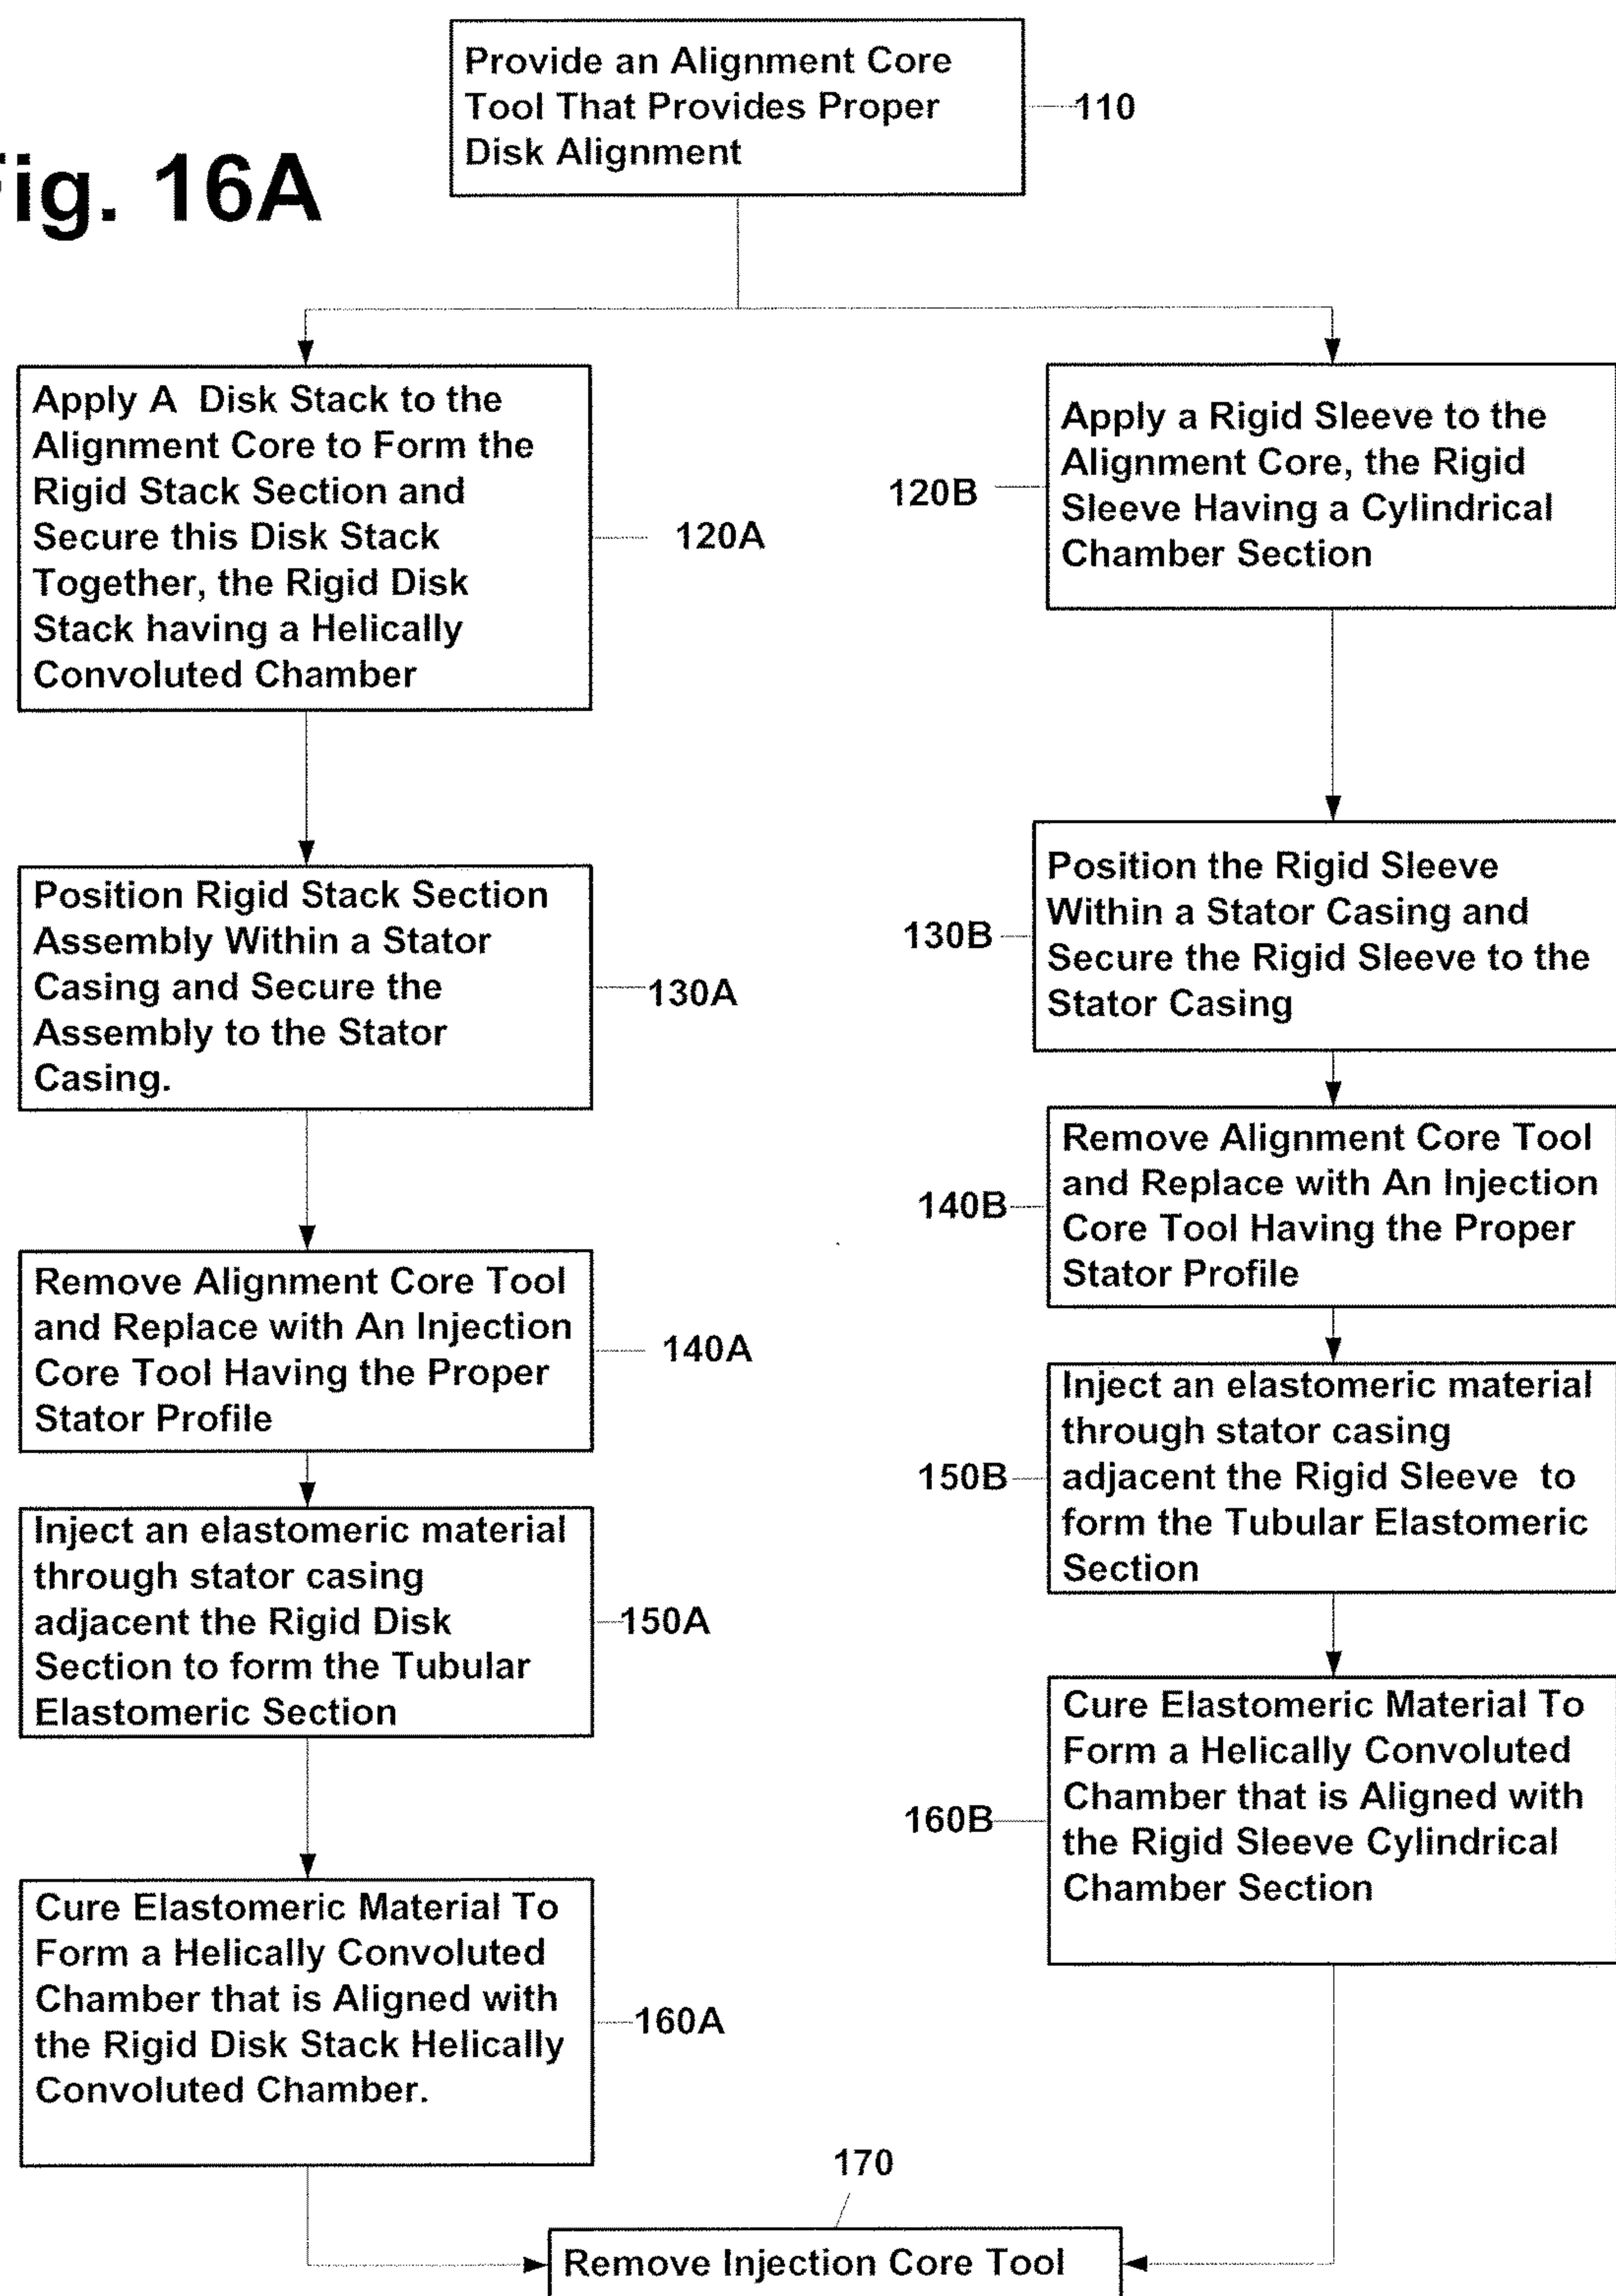 Provide an Alignment Core
Tool That Provides Proper
Disk Alignment
110
Fig. 16A
Apply A Disk Stack to the
Alignment Core to Form the
Rigid Stack Section and
Secure this Disk Stack
Together, the Rigid Disk
Stack having a Helically
Convoluted Chamber
120A
120B
Apply a Rigid Sleeve to the
Alignment Core, the Rigid
Sleeve Having a Cylindrical
Chamber Section
Position Rigid Stack Section
Assembly Within a Stator
Casing and Secure the
Assembly to the Stator
Casing.
130A
130B
Position the Rigid Sleeve
Within a Stator Casing and
Secure the Rigid Sleeve to the
Stator Casing
Remove Alignment Core Tool
and Replace with An Injection
Core Tool Having the Proper
Stator Profile
140A
140B
Remove Alignment Core Tool
and Replace with An Injection
Core Tool Having the Proper
Stator Profile
Inject an elastomeric material
through stator casing
adjacent the Rigid Disk
Section to form the Tubular
Elastomeric Section
150A
150B
Inject an elastomeric material
through stator casing
adjacent the Rigid Sleeve to
form the Tubular Elastomeric
Section
Cure Elastomeric Material To
Form a Helically Convoluted
Chamber that is Aligned with
the Rigid Disk Stack Helically
Convoluted Chamber.
160A
160B
Cure Elastomeric Material To
Form a Helically Convoluted
Chamber that is Aligned with
the Rigid Sleeve Cylindrical
Chamber Section
170
Remove Injection Core Tool